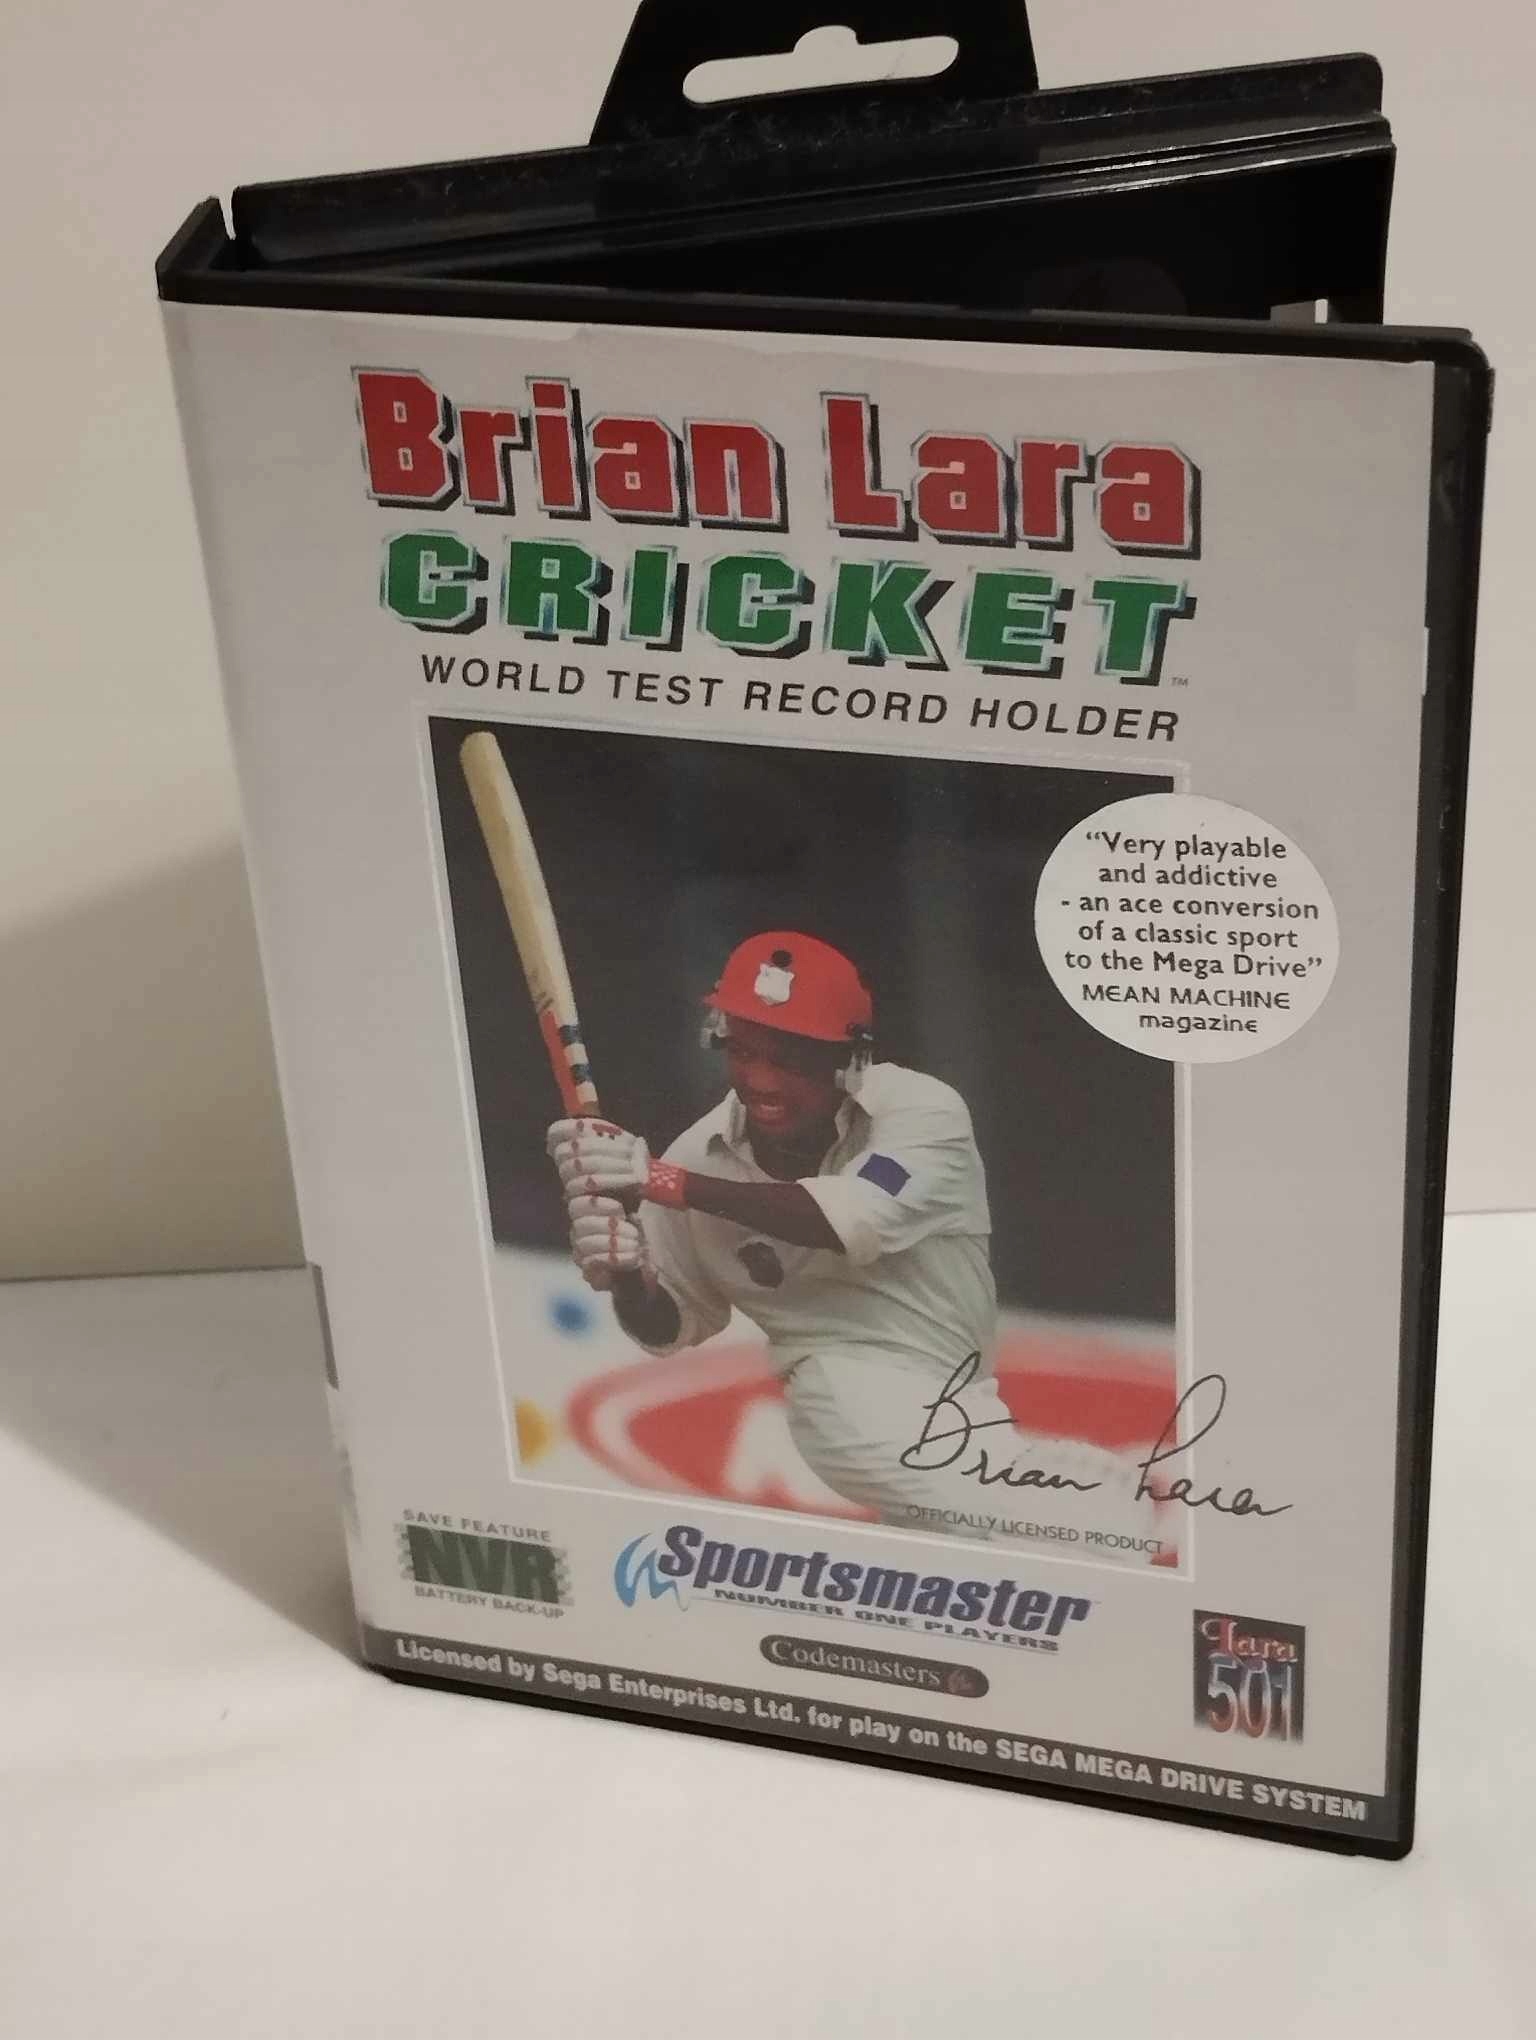 Brian Lara
CRICKET
TM
WORLD TEST RECORD HOLDER
“Very playable
and addictive
- an ace conversion
of a classic sport
to the Mega Drive”
MEAN MACHINE
magazine
Brian Lara
OFFICIALLY LICENSED PRODUCT
SAVE FEATURE
NVR
BATTERY BACK-UP
Sportsmaster
NUMBER ONE PLAYERS
Codemasters
Lara
501
Licensed by Sega Enterprises Ltd. for play on the SEGA MEGA DRIVE SYSTEM